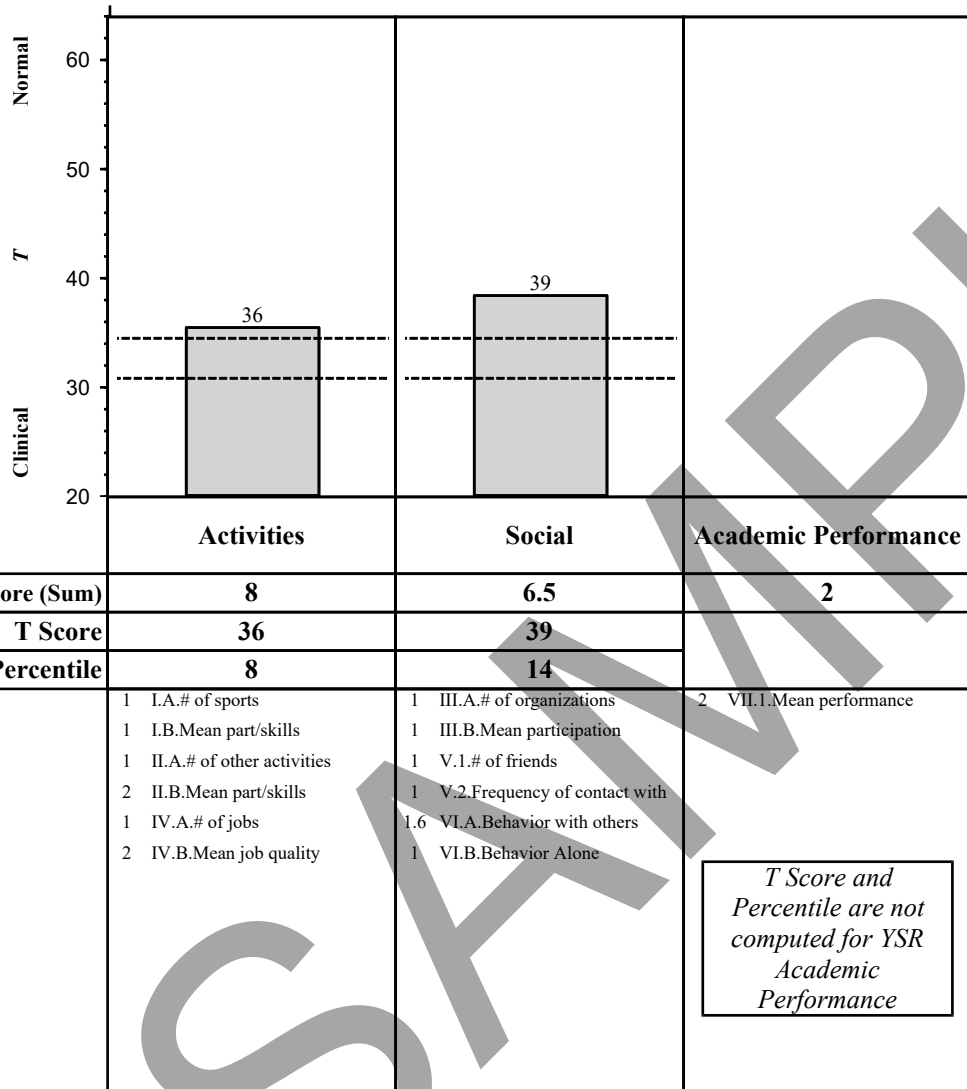 Normal
T
Clinical
60
50
40
30
20
36
39
Activities
Social
Academic Performance
ore (Sum) 8 6.5 2
T Score 36 39
Percentile 8 14
1 I.A.# of sports
1 I.B.Mean part/skills
1 II.A.# of other activities
2 II.B.Mean part/skills
1 IV.A.# of jobs
2 IV.B.Mean job quality
1 III.A.# of organizations
1 III.B.Mean participation
1 V.1.# of friends
1 V.2.Frequency of contact with
1.6 VI.A.Behavior with others
1 VI.B.Behavior Alone
2 VII.1.Mean performance
T Score and
Percentile are not
computed for YSR
Academic
Performance
SAMP